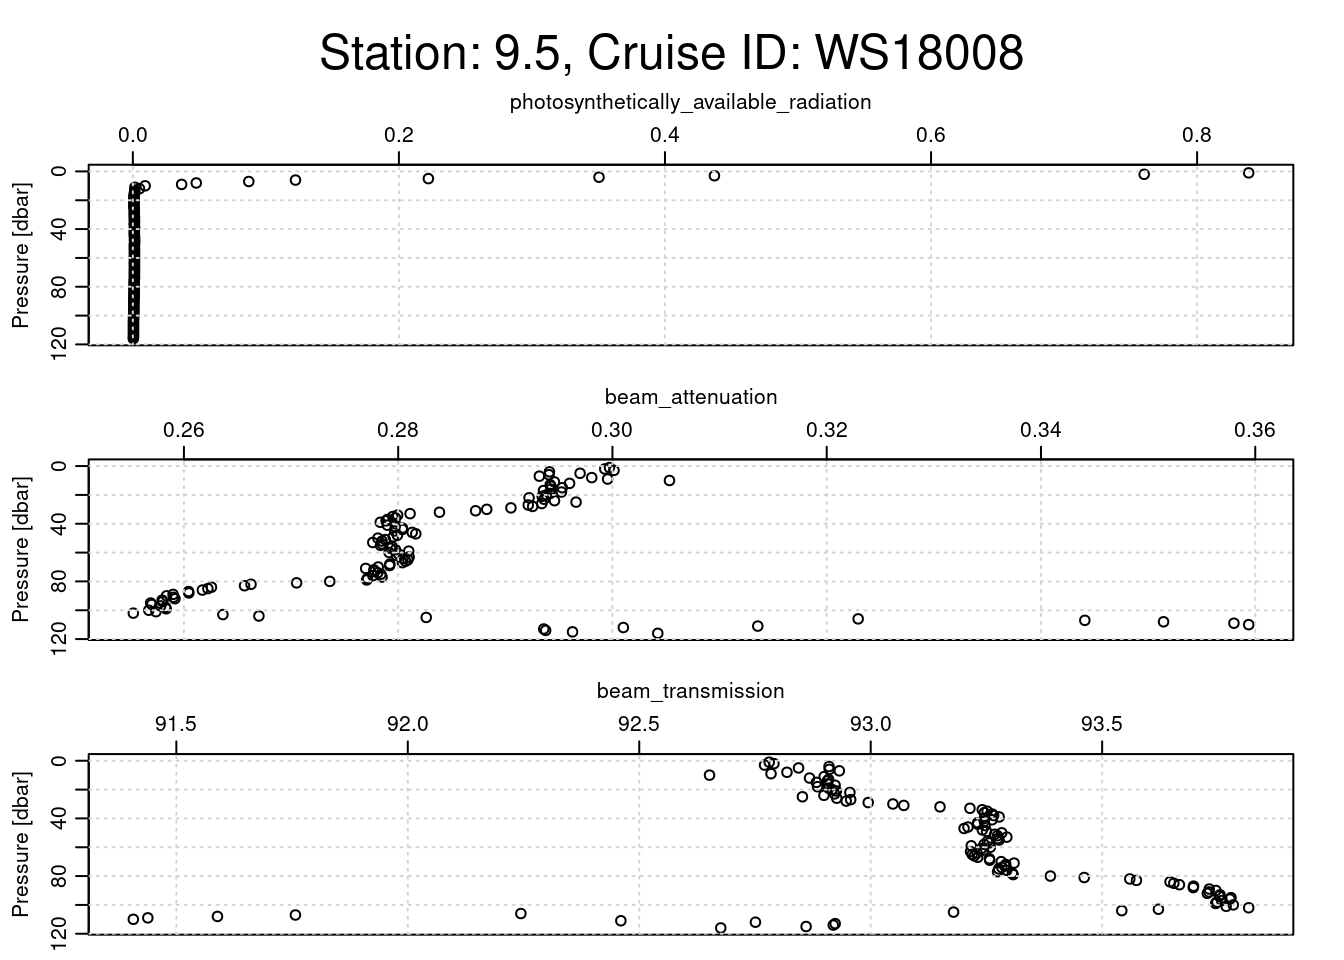 Station: 9.5, Cruise ID: WS18008
photosynthetically_available_radiation
0.0 0.2 0.4 0.6 0.8
Pressure [dbar]
0 40 80 120
beam_attenuation
0.26 0.28 0.30 0.32 0.34 0.36
Pressure [dbar]
0 40 80 120
beam_transmission
91.5 92.0 92.5 93.0 93.5
Pressure [dbar]
0 40 80 120